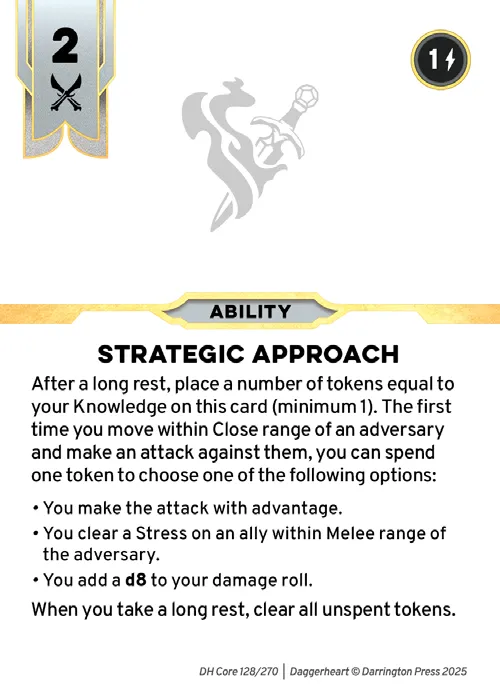 2
1
ABILITY
STRATEGIC APPROACH
After a long rest, place a number of tokens equal to
your Knowledge on this card (minimum 1). The first
time you move within Close range of an adversary
and make an attack against them, you can spend
one token to choose one of the following options:
• You make the attack with advantage.
• You clear a Stress on an ally within Melee range of
the adversary.
• You add a d8 to your damage roll.
When you take a long rest, clear all unspent tokens.
DH Core 128/270 | Daggerheart © Darrington Press 2025